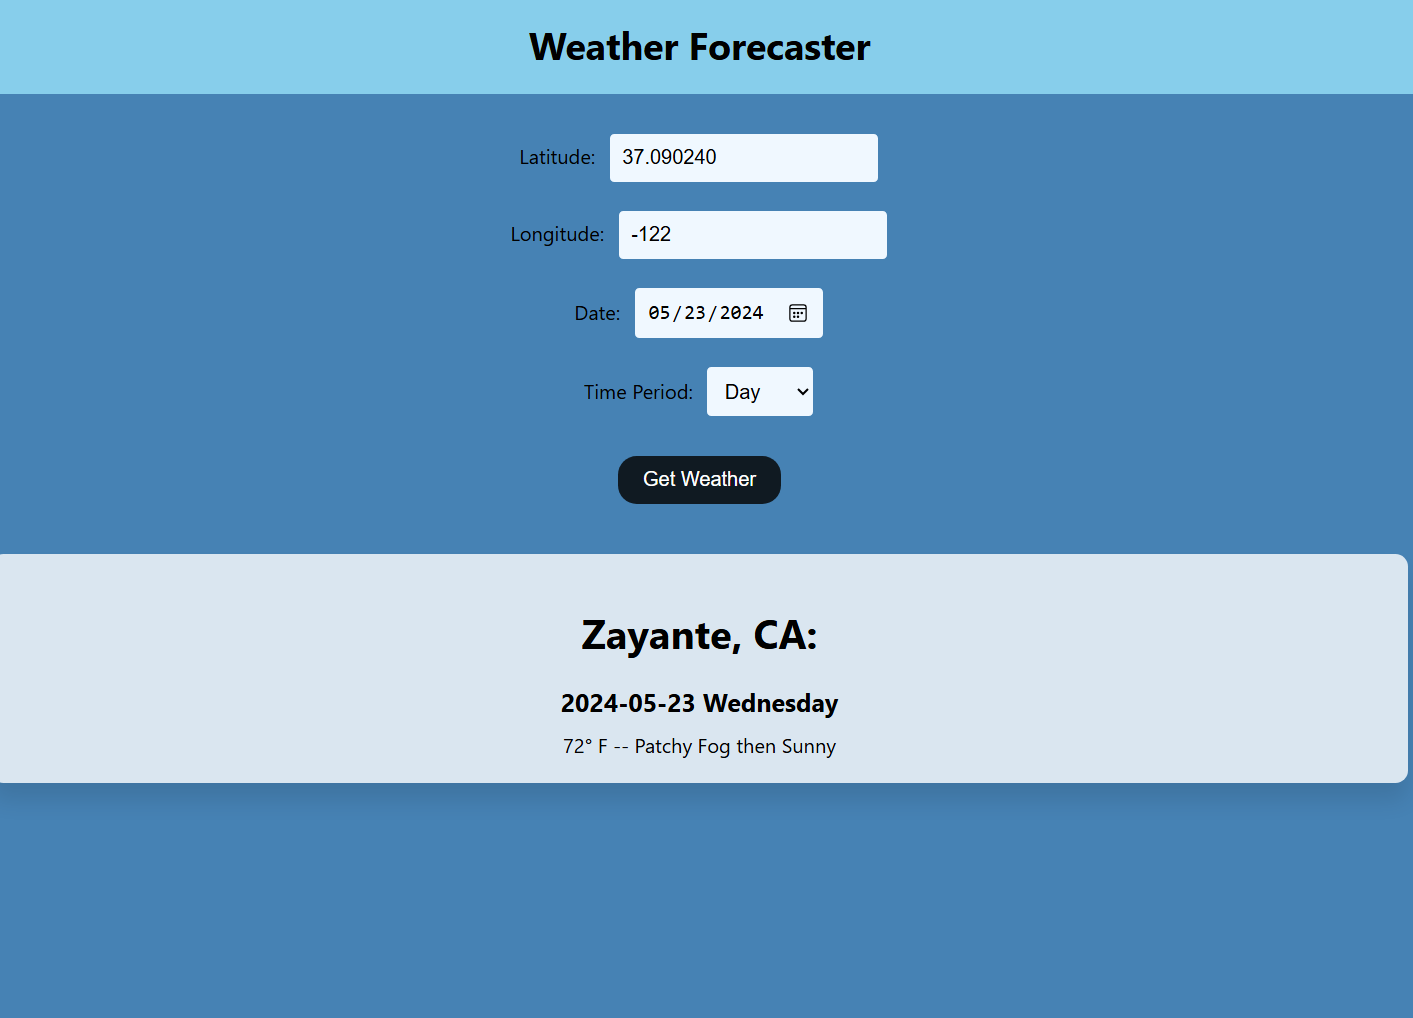 Weather Forecaster
Latitude: 37.090240
Longitude: -122
Date: 05/23/2024
Time Period: Day
Get Weather
Zayante, CA:
2024-05-23 Wednesday
72° F -- Patchy Fog then Sunny